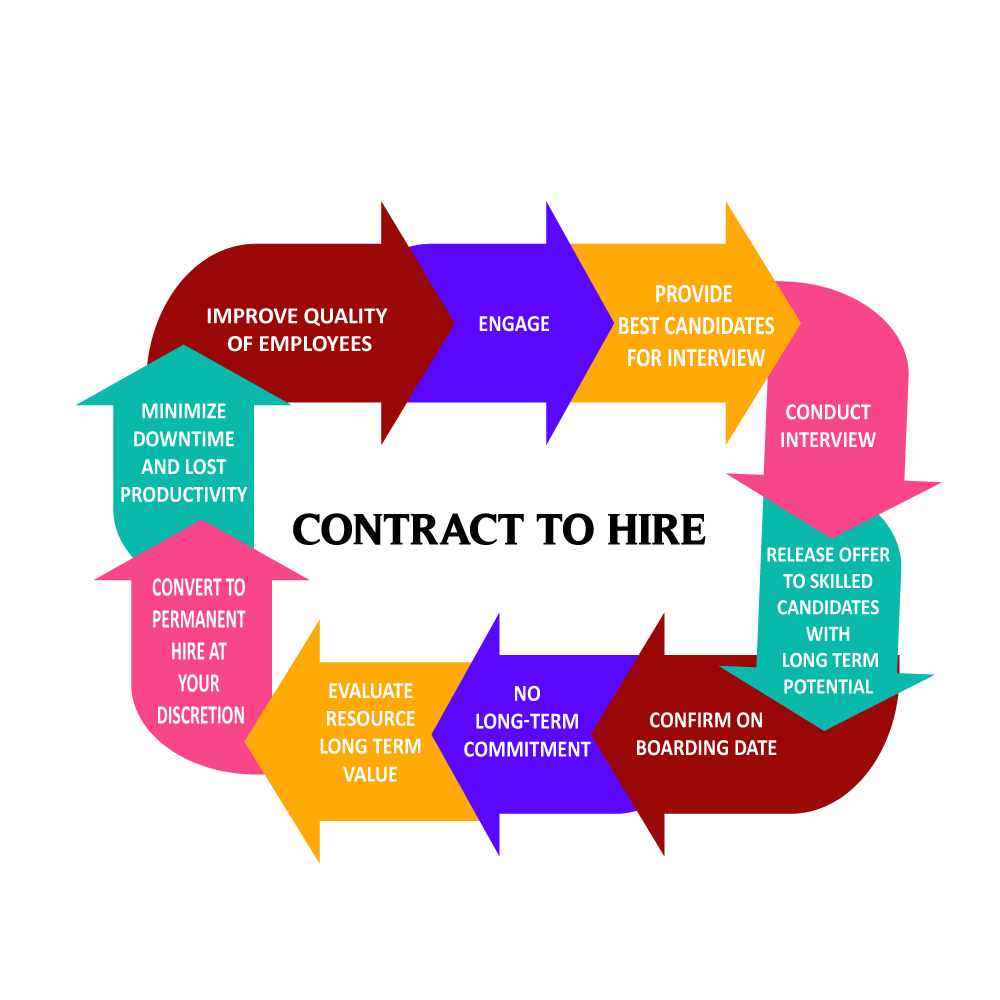 IMPROVE QUALITY
OF EMPLOYEES
ENGAGE
PROVIDE
BEST CANDIDATES
FOR INTERVIEW
CONDUCT
INTERVIEW
RELEASE OFFER
TO SKILLED
CANDIDATES
WITH
LONG TERM
POTENTIAL
CONFIRM ON
BOARDING DATE
NO
LONG-TERM
COMMITMENT
EVALUATE
RESOURCE
LONG TERM
VALUE
CONVERT TO
PERMANENT
HIRE AT
YOUR
DISCRETION
MINIMIZE
DOWNTIME
AND LOST
PRODUCTIVITY
CONTRACT TO HIRE